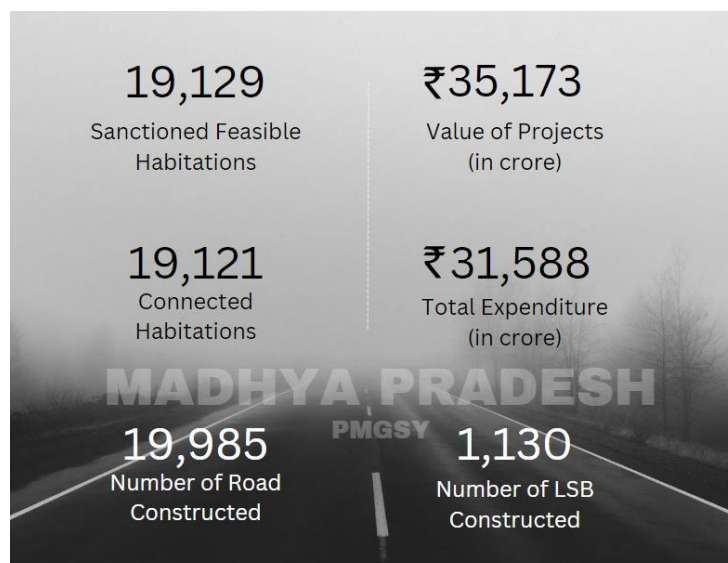 19,129
Sanctioned Feasible
Habitations
₹35,173
Value of Projects
(in crore)
19,121
Connected
Habitations
₹31,588
Total Expenditure
(in crore)
MADHYA PRADESH
PMGSY
19,985
Number of Road
Constructed
1,130
Number of LSB
Constructed